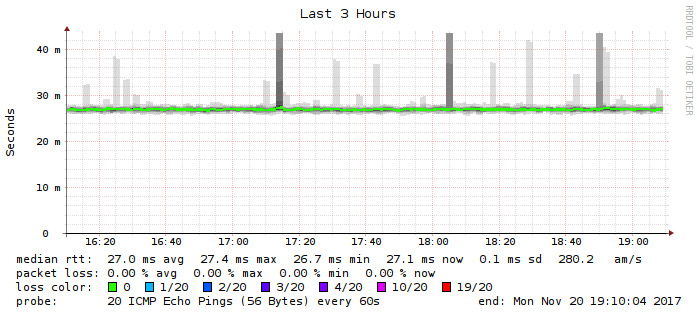 Last 3 Hours
RRDTOOL / TOBI OETIKER
Seconds
40 m
30 m
20 m
10 m
0
16:20 16:40 17:00 17:20 17:40 18:00 18:20 18:40 19:00
median rtt: 27.0 ms avg 27.4 ms max 26.7 ms min 27.1 ms now 0.1 ms sd 280.2 am/s
packet loss: 0.00 % avg 0.00 % max 0.00 % min 0.00 % now
loss color: 0 1/20 2/20 3/20 4/20 10/20 19/20
probe: 20 ICMP Echo Pings (56 Bytes) every 60s end: Mon Nov 20 19:10:04 2017